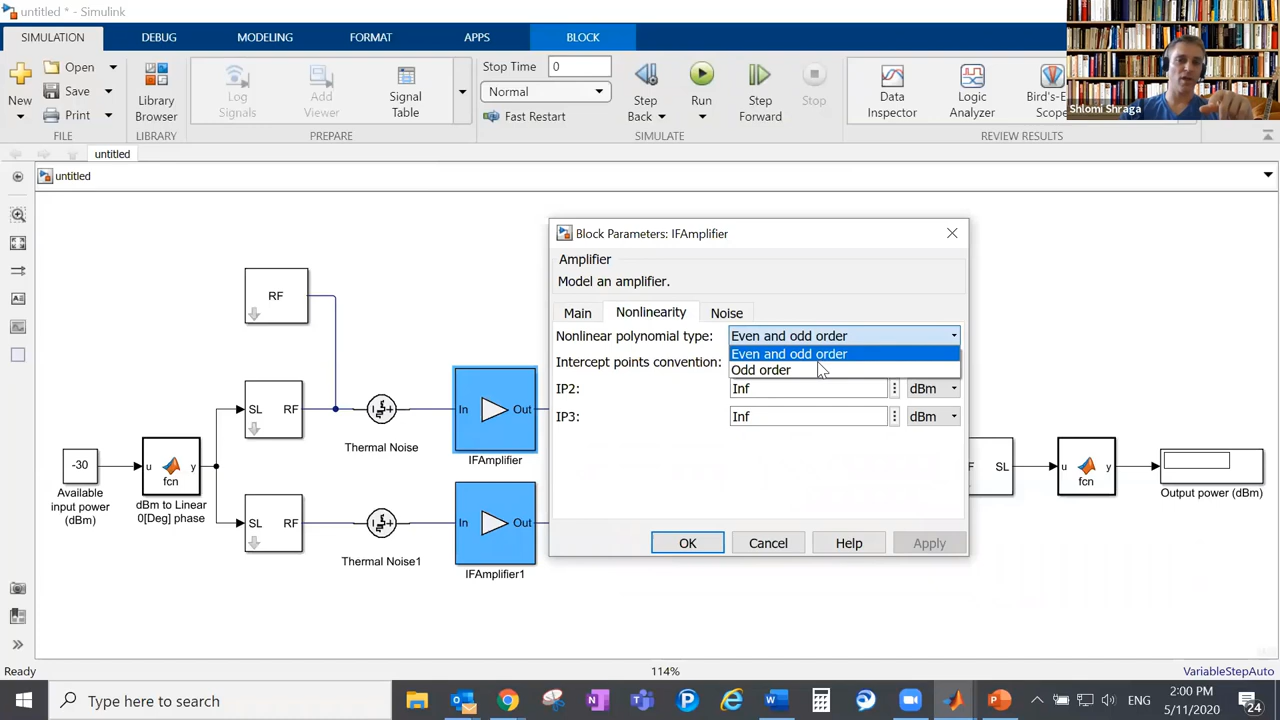 untitled * - Simulink
SIMULATION
DEBUG
MODELING
FORMAT
APPS
BLOCK
New
Open
Save
Print
FILE
Library
Browser
LIBRARY
Log
Signals
Add
Viewer
Signal
Table
PREPARE
Stop Time
0
Normal
Fast Restart
Step
Back
Run
Step
Forward
Stop
SIMULATE
Data
Inspector
Logic
Analyzer
Bird's-E
Scop
REVIEW RESULTS
Shlomi Shraga
untitled
untitled
Block Parameters: IFAmplifier
Amplifier
Model an amplifier.
Main
Nonlinearity
Noise
Nonlinear polynomial type:
Even and odd order
Even and odd order
Odd order
Intercept points convention:
IP2:
Inf
dBm
IP3:
Inf
dBm
OK
Cancel
Help
Apply
RF
SL
RF
Thermal Noise
In
Out
IFAmplifier
-30
Available
input power
(dBm)
u
y
fcn
dBm to Linear
0[Deg] phase
SL
RF
Thermal Noise1
In
Out
IFAmplifier1
F
SL
u
y
fcn
Output power (dBm)
Ready
114%
VariableStepAuto
Type here to search
ENG
2:00 PM
5/11/2020
24